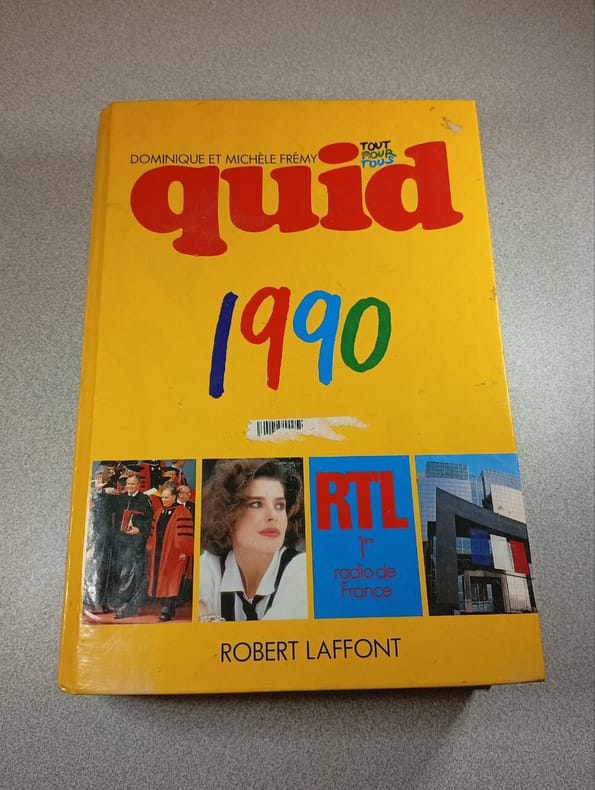 DOMINIQUE ET MICHÈLE FRÉMY
TOUT
POUR
TOUS
quid
1990
RTL
1re
radio de
France
ROBERT LAFFONT